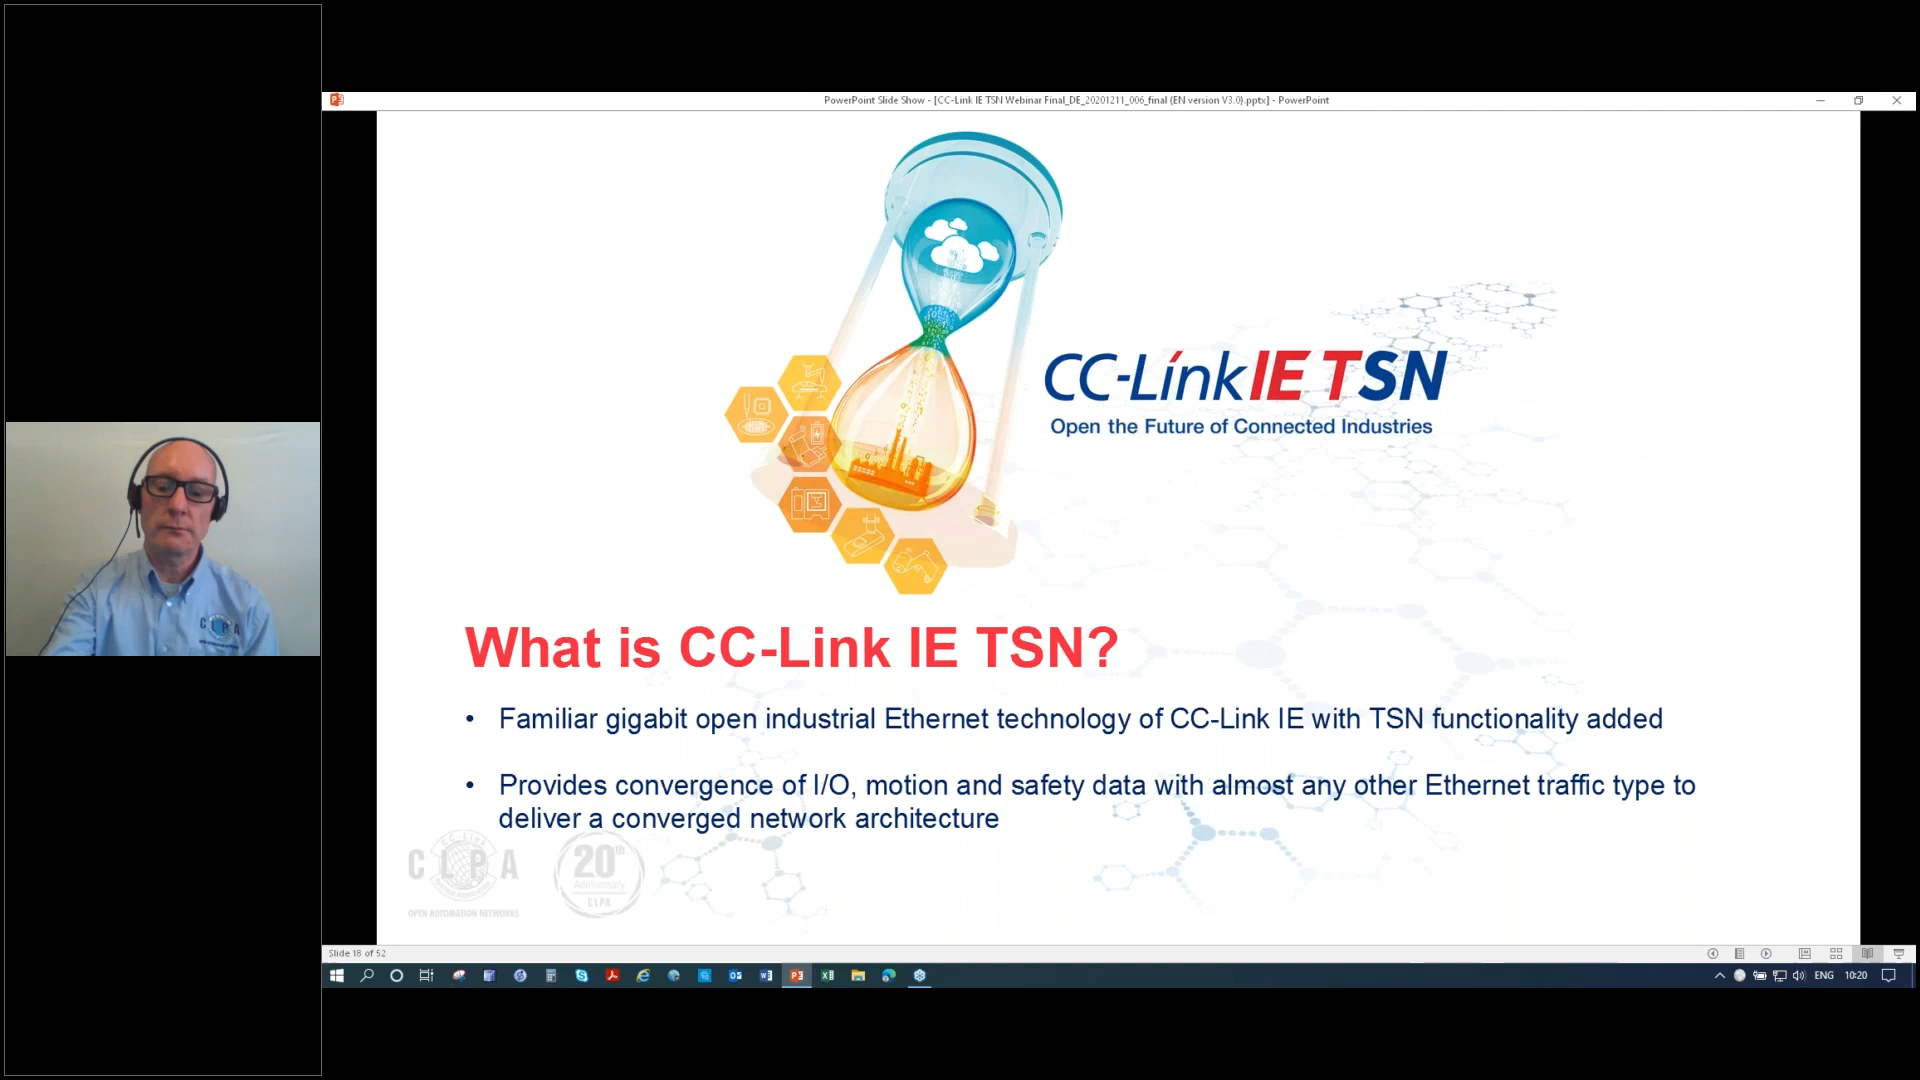 PowerPoint Slide Show - [CC-Link IE TSN Webinar Final_DE_20201211_006_final (EN version V3.0).pptx] - PowerPoint
CC-Link IE TSN
Open the Future of Connected Industries
What is CC-Link IE TSN?
• Familiar gigabit open industrial Ethernet technology of CC-Link IE with TSN functionality added
• Provides convergence of I/O, motion and safety data with almost any other Ethernet traffic type to
deliver a converged network architecture
CC-Link
CLPA
OPEN AUTOMATION NETWORKS
20th
Anniversary
CLPA
CLPA
Slide 18 of 52
ENG
10:20